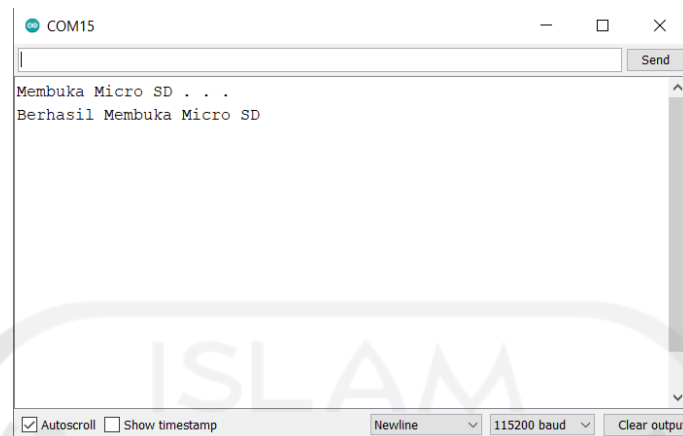 COM15
Send
Membuka Micro SD . . .
Berhasil Membuka Micro SD
ISLAM
Autoscroll Show timestamp Newline 115200 baud Clear output